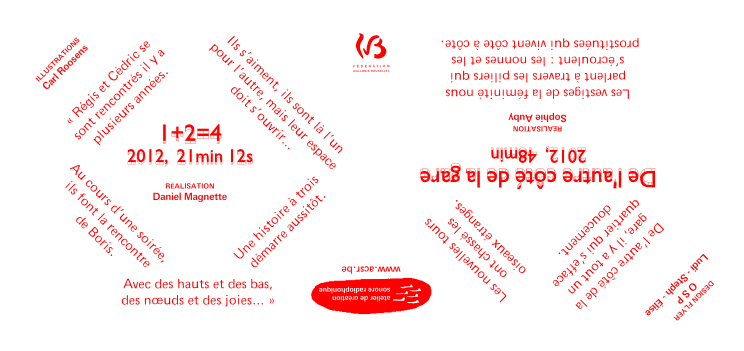 ILLUSTRATIONS
Carl Roosens
« Régis et Cédric se
sont rencontrés il y a
plusieurs années.
Ils s'aiment, ils sont là l'un
pour l'autre, mais leur espace
doit s'ouvrir...
1+2=4
2012, 21min 12s
REALISATION
Daniel Magnette
Au cours d'une soirée,
ils font la rencontre
de Boris.
Une histoire à trois
démarre aussitôt.
Avec des hauts et des bas,
des nœuds et des joies... »
FÉDÉRATION
WALLONIE-BRUXELLES
De l'autre côté de la gare
2012, 48min
REALISATION
Sophie Auby
De l'autre côté de la
gare, il y a tout un
quartier qui s'efface
doucement.
Les nouvelles tours
ont chassé les
oiseaux étranges.
Les vestiges de la féminité nous
parlent à travers les piliers qui
s'écroulent : les nonnes et les
prostituées qui vivent côte à côte.
atelier de création
sonore radiophonique
www.acsr.be
DESIGN FLYER
OSP
Ludi - Steph - Elise